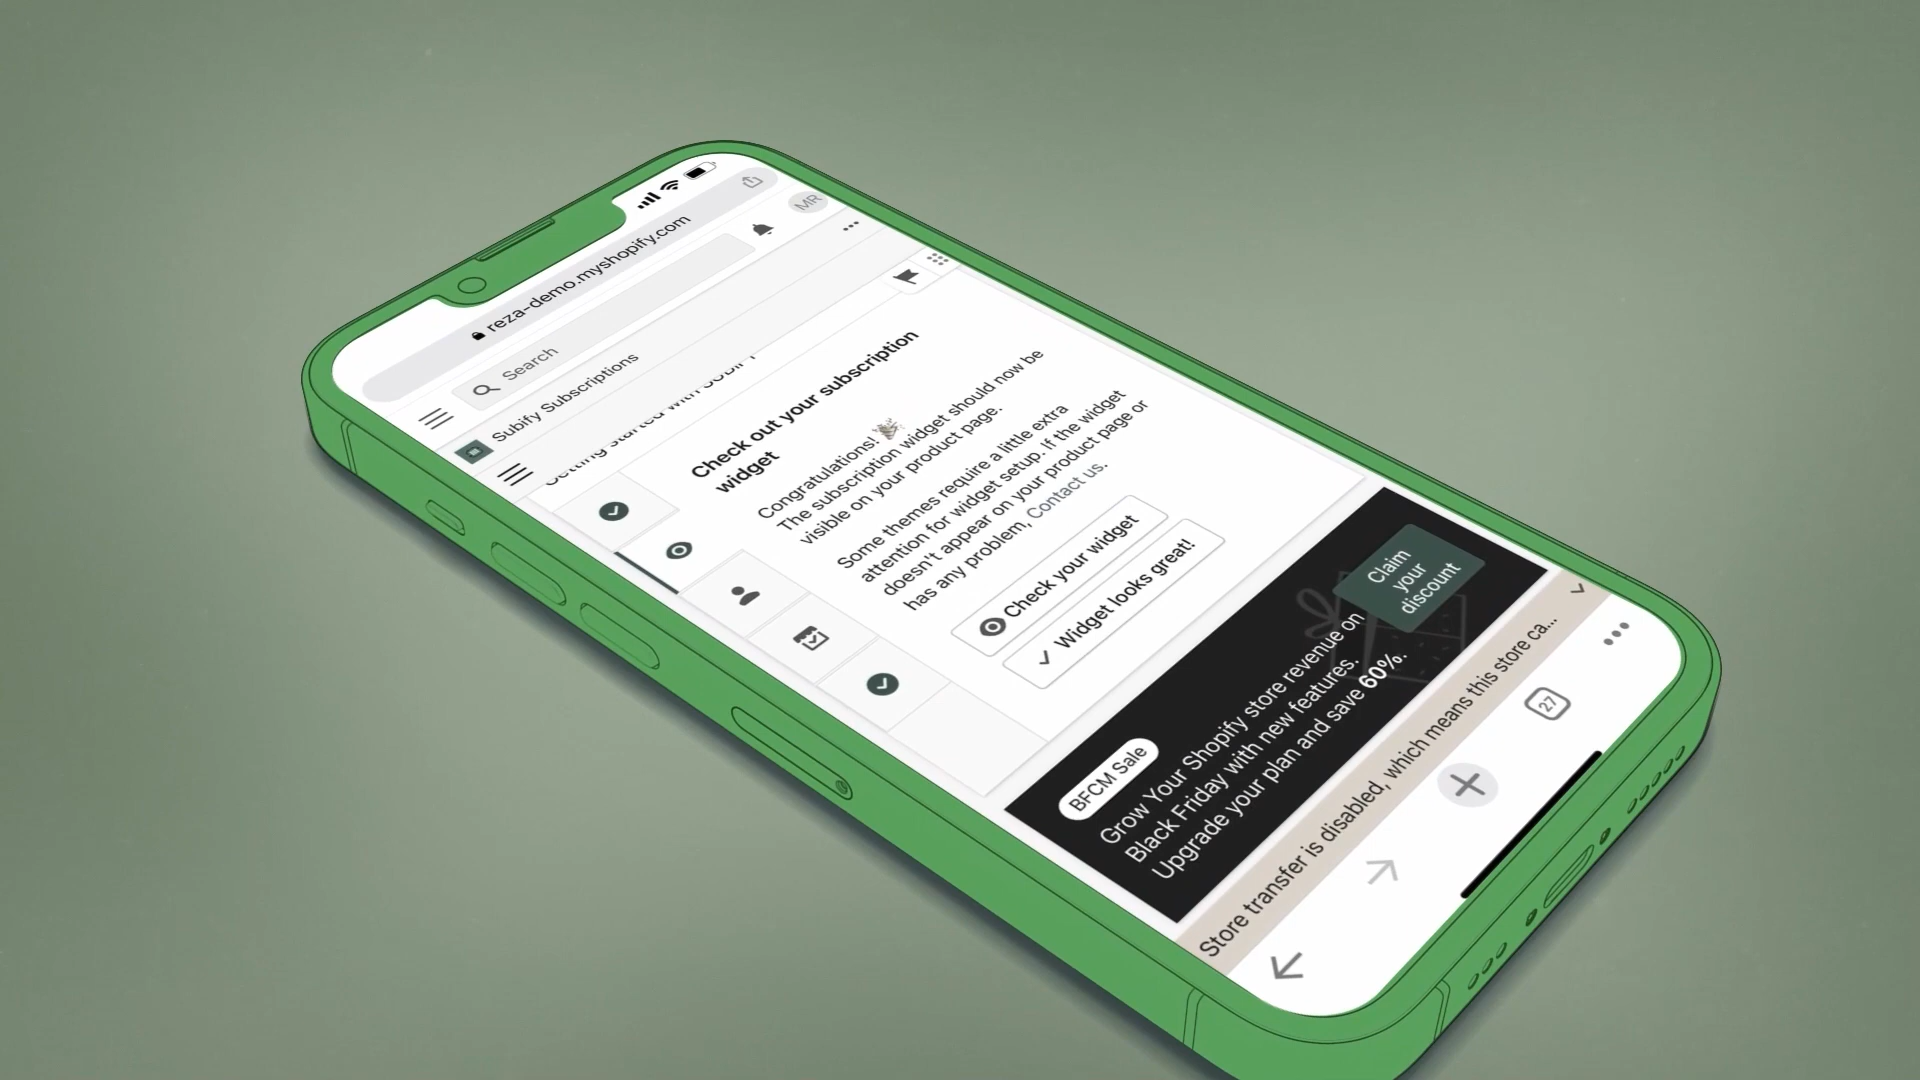 reza-demo.myshopify.com
MR
Search
Subify Subscriptions
Getting started with Subify
Check out your subscription
widget
Congratulations! 🎉
The subscription widget should now be
visible on your product page.
Some themes require a little extra
attention for widget setup. If the widget
doesn't appear on your product page or
has any problem, Contact us.
Check your widget
Widget looks great!
BFCM Sale
Grow Your Shopify store revenue on
Black Friday with new features.
Upgrade your plan and save 60%.
Claim
your
discount
Store transfer is disabled, which means this store ca...
27